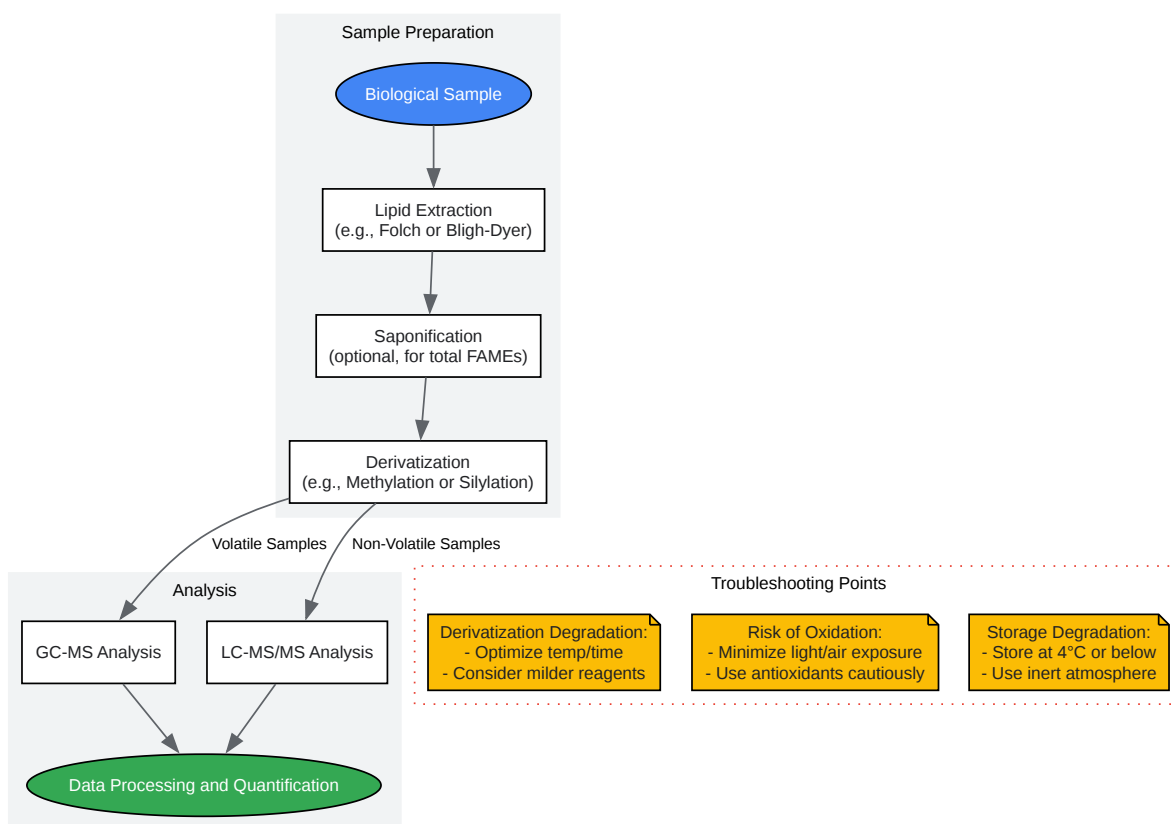 Sample Preparation
Biological Sample
Lipid Extraction
(e.g., Folch or Bligh-Dyer)
Saponification
(optional, for total FAMEs)
Derivatization
(e.g., Methylation or Silylation)
Volatile Samples
Non-Volatile Samples
Analysis
GC-MS Analysis
LC-MS/MS Analysis
Data Processing and Quantification
Troubleshooting Points
Derivatization Degradation:
- Optimize temp/time
- Consider milder reagents
Risk of Oxidation:
- Minimize light/air exposure
- Use antioxidants cautiously
Storage Degradation:
- Store at 4°C or below
- Use inert atmosphere